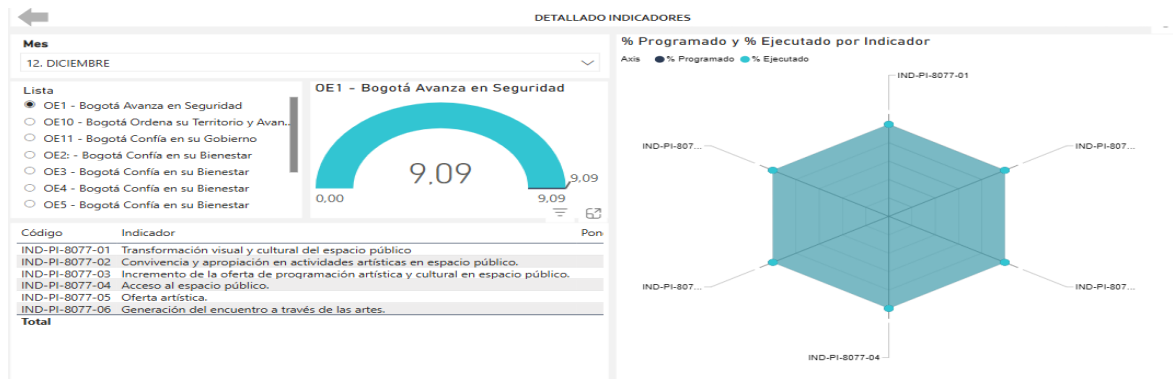 DETALLADO INDICADORES
Mes
12. DICIEMBRE
Lista
OE1 - Bogotá Avanza en Seguridad
OE10 - Bogotá Ordena su Territorio y Avan...
OE11 - Bogotá Confía en su Gobierno
OE2: - Bogotá Confía en su Bienestar
OE3 - Bogotá Confía en su Bienestar
OE4 - Bogotá Confía en su Bienestar
OE5 - Bogotá Confía en su Bienestar
OE1 - Bogotá Avanza en Seguridad
9,09
9,09
0,00 9,09
Código Indicador Pon
IND-PI-8077-01 Transformación visual y cultural del espacio público
IND-PI-8077-02 Convivencia y apropiación en actividades artísticas en espacio público.
IND-PI-8077-03 Incremento de la oferta de programación artística y cultural en espacio público.
IND-PI-8077-04 Acceso al espacio público.
IND-PI-8077-05 Oferta artística.
IND-PI-8077-06 Generación del encuentro a través de las artes.
Total
% Programado y % Ejecutado por Indicador
Axis % Programado % Ejecutado
IND-PI-8077-01
IND-PI-807... IND-PI-807...
IND-PI-807... IND-PI-807...
IND-PI-8077-04